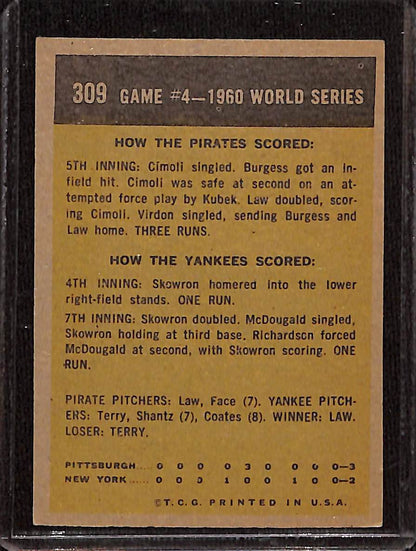 309 GAME #4—1960 WORLD SERIES
HOW THE PIRATES SCORED:
5TH INNING: Cimoli singled. Burgess got an in-
field hit. Cimoli was safe at second on an at-
tempted force play by Kubek. Law doubled, scor-
ing Cimoli. Virdon singled, sending Burgess and
Law home. THREE RUNS.
HOW THE YANKEES SCORED:
4TH INNING: Skowron homered into the lower
right-field stands. ONE RUN.
7TH INNING: Skowron doubled. McDougald singled,
Skowron holding at third base. Richardson forced
McDougald at second, with Skowron scoring. ONE
RUN.
PIRATE PITCHERS: Law, Face (7). YANKEE PITCH-
ERS: Terry, Shantz (7), Coates (8). WINNER: LAW.
LOSER: TERRY.
PITTSBURGH..... 0 0 0 0 3 0 0 0 0—3
NEW YORK..... 0 0 0 1 0 0 1 0 0—2
©T.C.G. PRINTED IN U.S.A.